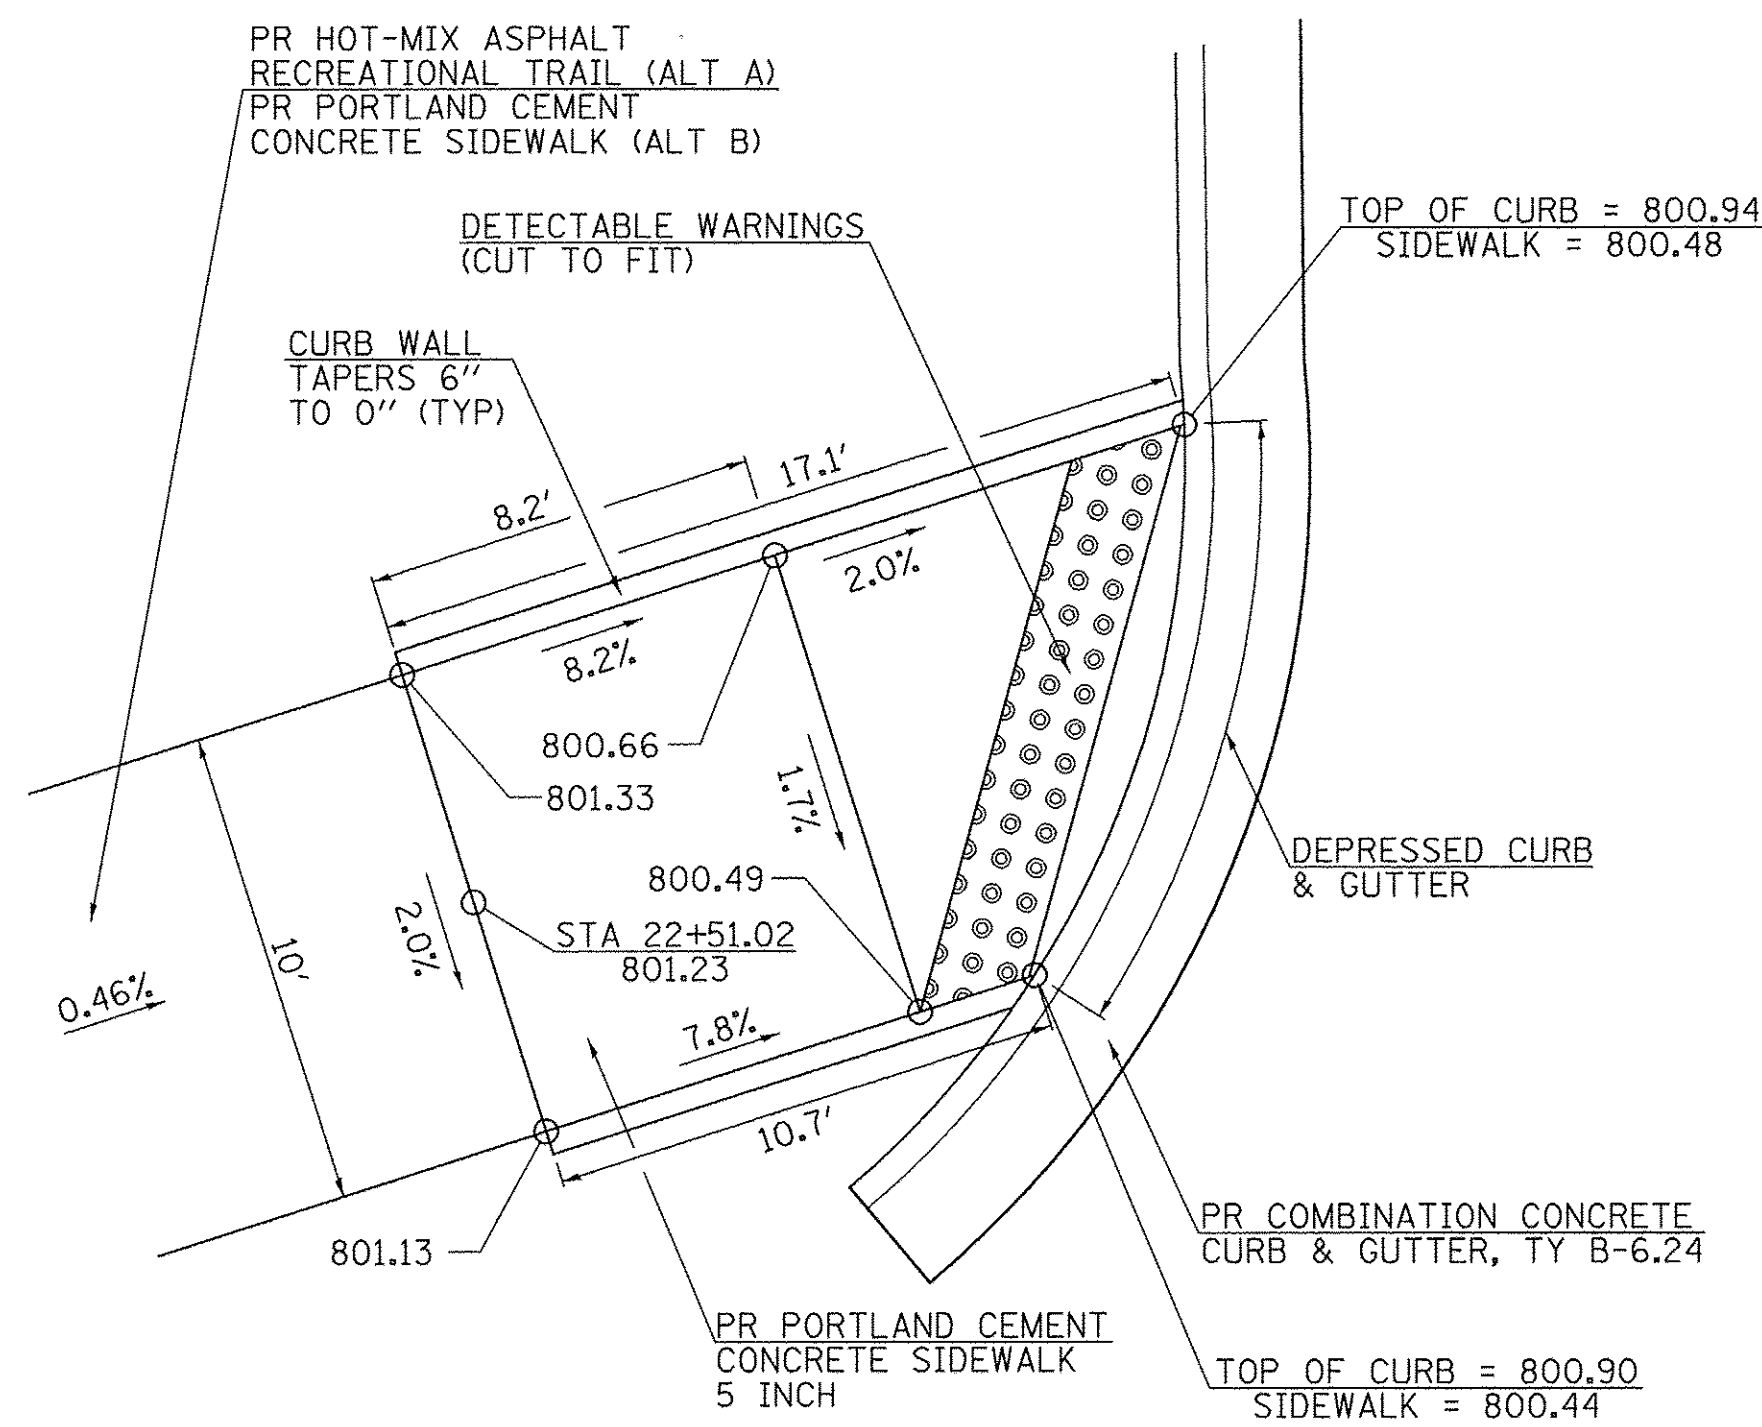 PR HOT-MIX ASPHALT
RECREATIONAL TRAIL (ALT A)
PR PORTLAND CEMENT
CONCRETE SIDEWALK (ALT B)
TOP OF CURB = 800.94
SIDEWALK = 800.48
DETECTABLE WARNINGS
(CUT TO FIT)
CURB WALL
TAPERS 6"
TO 0" (TYP)
17.1'
8.2'
2.0%
8.2%
800.66
801.33
1.7%
DEPRESSED CURB
& GUTTER
800.49
STA 22+51.02
801.23
2.0%
10'
0.46%
7.8%
10.7'
801.13
PR COMBINATION CONCRETE
CURB & GUTTER, TY B-6.24
PR PORTLAND CEMENT
CONCRETE SIDEWALK
5 INCH
TOP OF CURB = 800.90
SIDEWALK = 800.44